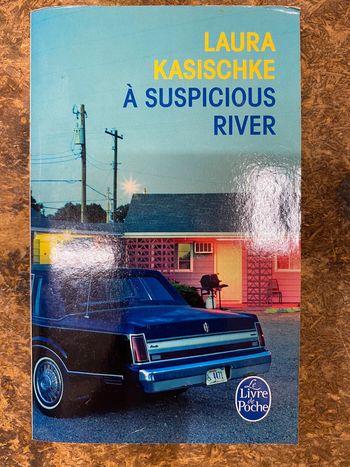 LAURA
KASISCHKE
À SUSPICIOUS
RIVER
Le
Livre
de
Poche